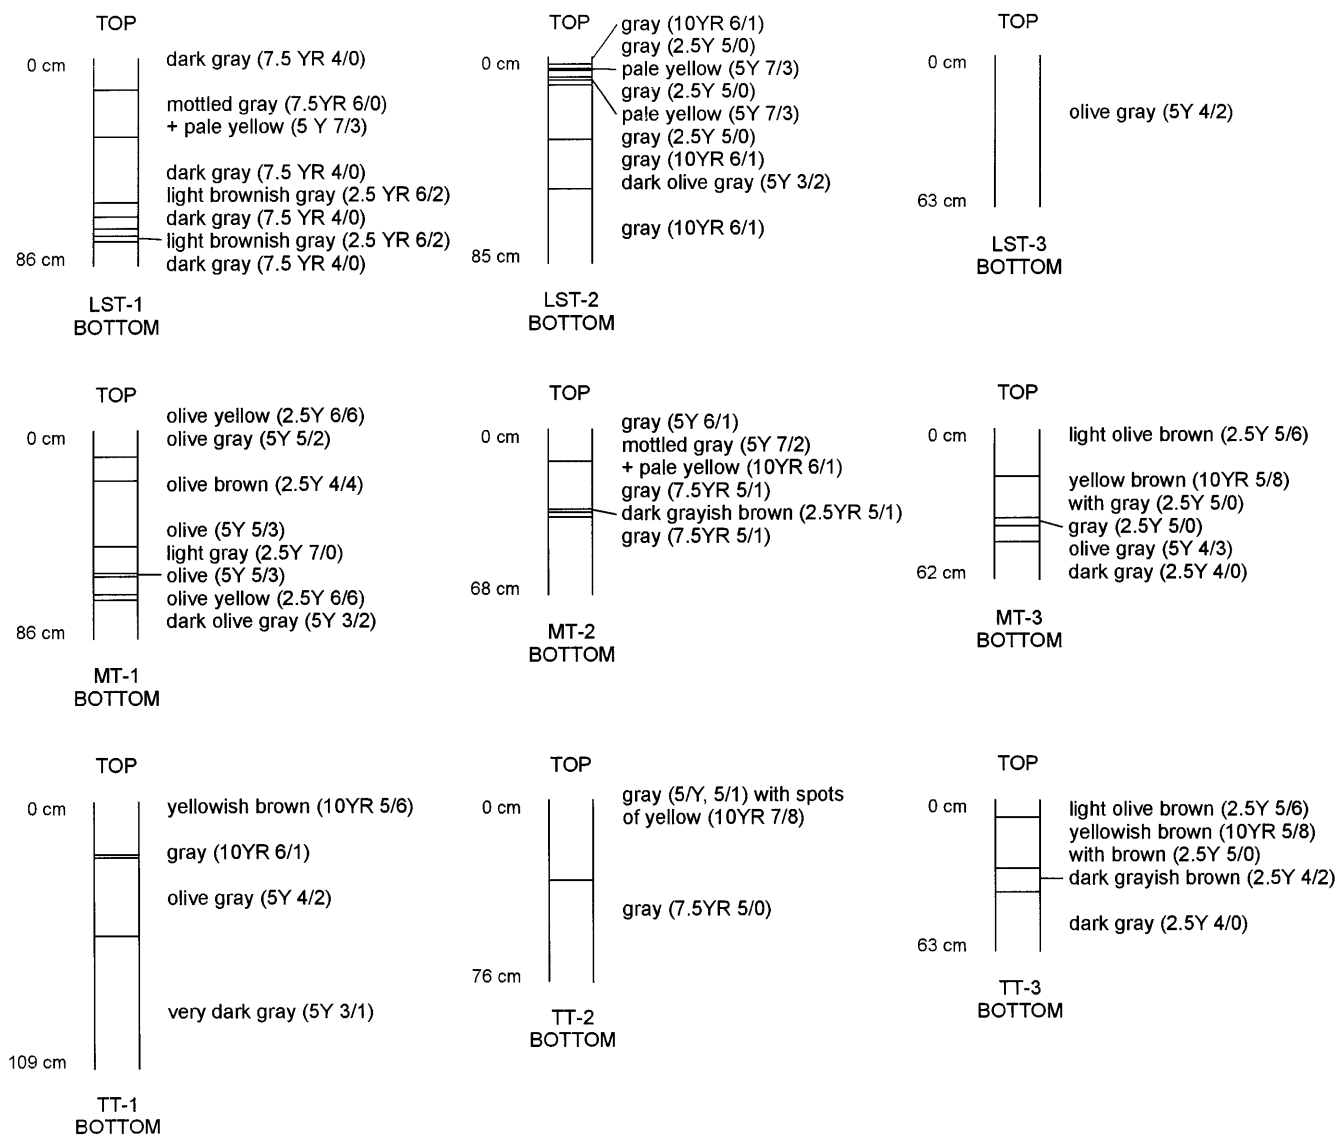 TOP
0 cm
dark gray (7.5 YR 4/0)
mottled gray (7.5YR 6/0)
+ pale yellow (5 Y 7/3)
dark gray (7.5 YR 4/0)
light brownish gray (2.5 YR 6/2)
dark gray (7.5 YR 4/0)
light brownish gray (2.5 YR 6/2)
dark gray (7.5 YR 4/0)
86 cm
LST-1
BOTTOM
TOP
0 cm
gray (10YR 6/1)
gray (2.5Y 5/0)
pale yellow (5Y 7/3)
gray (2.5Y 5/0)
pale yellow (5Y 7/3)
gray (2.5Y 5/0)
gray (10YR 6/1)
dark olive gray (5Y 3/2)
gray (10YR 6/1)
85 cm
LST-2
BOTTOM
TOP
0 cm
olive gray (5Y 4/2)
63 cm
LST-3
BOTTOM
TOP
0 cm
olive yellow (2.5Y 6/6)
olive gray (5Y 5/2)
olive brown (2.5Y 4/4)
olive (5Y 5/3)
light gray (2.5Y 7/0)
olive (5Y 5/3)
olive yellow (2.5Y 6/6)
dark olive gray (5Y 3/2)
86 cm
MT-1
BOTTOM
TOP
0 cm
gray (5Y 6/1)
mottled gray (5Y 7/2)
+ pale yellow (10YR 6/1)
gray (7.5YR 5/1)
dark grayish brown (2.5YR 5/1)
gray (7.5YR 5/1)
68 cm
MT-2
BOTTOM
TOP
0 cm
light olive brown (2.5Y 5/6)
yellow brown (10YR 5/8)
with gray (2.5Y 5/0)
gray (2.5Y 5/0)
olive gray (5Y 4/3)
dark gray (2.5Y 4/0)
62 cm
MT-3
BOTTOM
TOP
0 cm
yellowish brown (10YR 5/6)
gray (10YR 6/1)
olive gray (5Y 4/2)
very dark gray (5Y 3/1)
109 cm
TT-1
BOTTOM
TOP
0 cm
gray (5/Y, 5/1) with spots
of yellow (10YR 7/8)
gray (7.5YR 5/0)
76 cm
TT-2
BOTTOM
TOP
0 cm
light olive brown (2.5Y 5/6)
yellowish brown (10YR 5/8)
with brown (2.5Y 5/0)
dark grayish brown (2.5Y 4/2)
dark gray (2.5Y 4/0)
63 cm
TT-3
BOTTOM